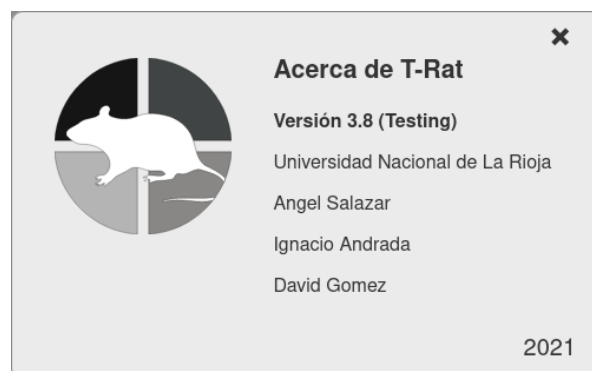 Acerca de T-Rat
Versión 3.8 (Testing)
Universidad Nacional de La Rioja
Angel Salazar
Ignacio Andrada
David Gomez
2021